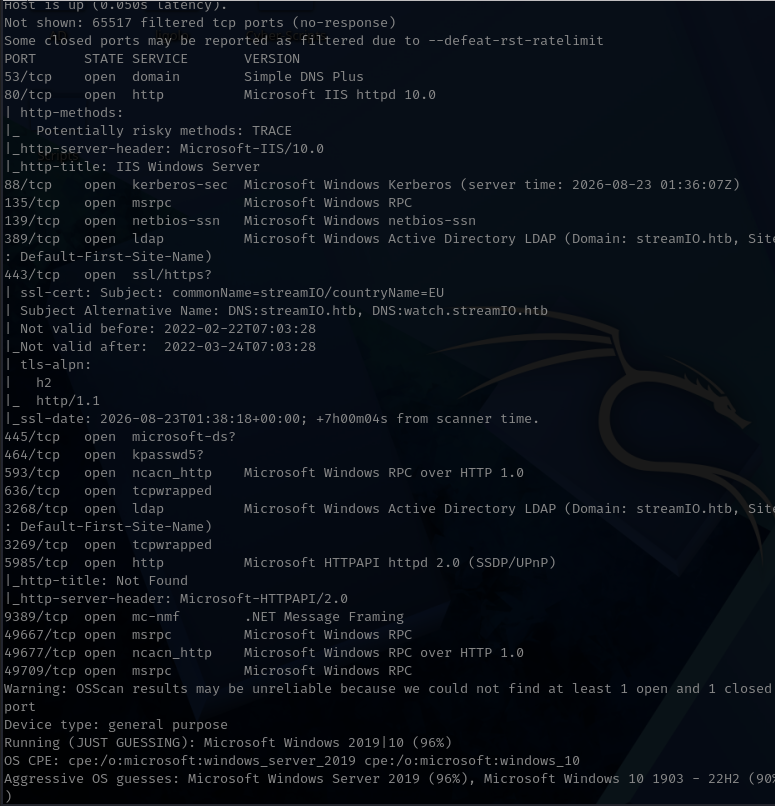 Host is up (0.050s latency).
Not shown: 65517 filtered tcp ports (no-response)
Some closed ports may be reported as filtered due to --defeat-rst-ratelimit
PORT      STATE SERVICE       VERSION
53/tcp    open  domain        Simple DNS Plus
80/tcp    open  http          Microsoft IIS httpd 10.0
| http-methods:
|_  Potentially risky methods: TRACE
|_http-server-header: Microsoft-IIS/10.0
|_http-title: IIS Windows Server
88/tcp    open  kerberos-sec  Microsoft Windows Kerberos (server time: 2026-08-23 01:36:07Z)
135/tcp   open  msrpc         Microsoft Windows RPC
139/tcp   open  netbios-ssn   Microsoft Windows netbios-ssn
389/tcp   open  ldap          Microsoft Windows Active Directory LDAP (Domain: streamIO.htb, Site
: Default-First-Site-Name)
443/tcp   open  ssl/https?
| ssl-cert: Subject: commonName=streamIO/countryName=EU
| Subject Alternative Name: DNS:streamIO.htb, DNS:watch.streamIO.htb
| Not valid before: 2022-02-22T07:03:28
|_Not valid after:  2022-03-24T07:03:28
| tls-alpn:
|   h2
|_  http/1.1
|_ssl-date: 2026-08-23T01:38:18+00:00; +7h00m04s from scanner time.
445/tcp   open  microsoft-ds?
464/tcp   open  kpasswd5?
593/tcp   open  ncacn_http    Microsoft Windows RPC over HTTP 1.0
636/tcp   open  tcpwrapped
3268/tcp  open  ldap          Microsoft Windows Active Directory LDAP (Domain: streamIO.htb, Site
: Default-First-Site-Name)
3269/tcp  open  tcpwrapped
5985/tcp  open  http          Microsoft HTTPAPI httpd 2.0 (SSDP/UPnP)
|_http-title: Not Found
|_http-server-header: Microsoft-HTTPAPI/2.0
9389/tcp  open  mc-nmf        .NET Message Framing
49667/tcp open  msrpc         Microsoft Windows RPC
49677/tcp open  ncacn_http    Microsoft Windows RPC over HTTP 1.0
49709/tcp open  msrpc         Microsoft Windows RPC
Warning: OSScan results may be unreliable because we could not find at least 1 open and 1 closed
port
Device type: general purpose
Running (JUST GUESSING): Microsoft Windows 2019|10 (96%)
OS CPE: cpe:/o:microsoft:windows_server_2019 cpe:/o:microsoft:windows_10
Aggressive OS guesses: Microsoft Windows Server 2019 (96%), Microsoft Windows 10 1903 - 22H2 (90%
)